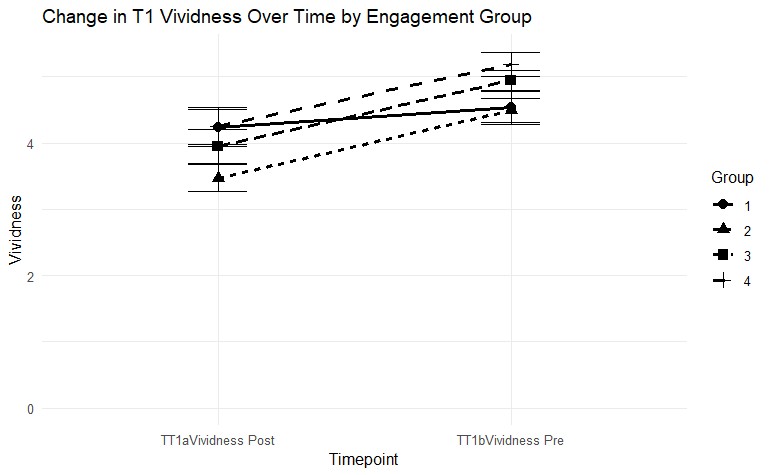 Change in T1 Vividness Over Time by Engagement Group
Vividness
4
2
0
TT1aVividness Post
TT1bVividness Pre
Timepoint
Group
1
2
3
4